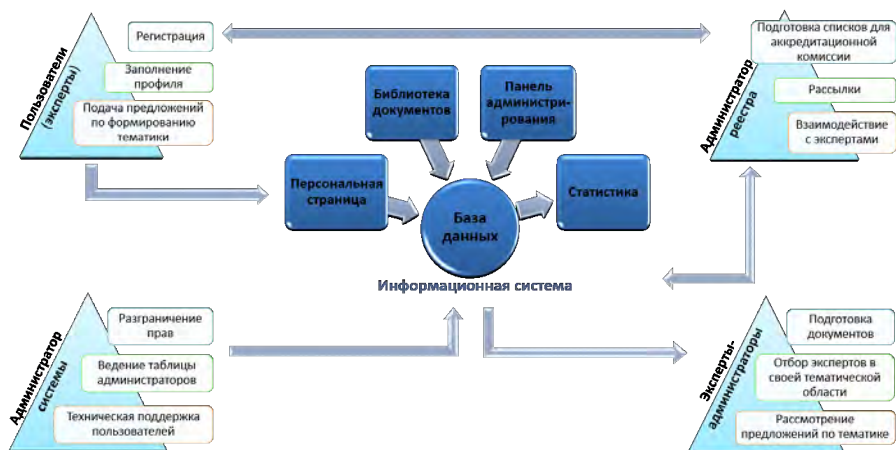 Пользователи
(эксперты)
Регистрация
Заполнение
профиля
Подача предложений
по формированию
тематики
Библиотека
документов
Панель
администри-
рования
Персональная
страница
База
данных
Статистика
Информационная система
Администратор
реестра
Подготовка списков для
аккредитационной
комиссии
Рассылки
Взаимодействие
с экспертами
Администратор
системы
Разграничение
прав
Ведение таблицы
администраторов
Техническая поддержка
пользователей
Эксперты-
администраторы
Подготовка
документов
Отбор экспертов в
своей тематической
области
Рассмотрение
предложений по тематике